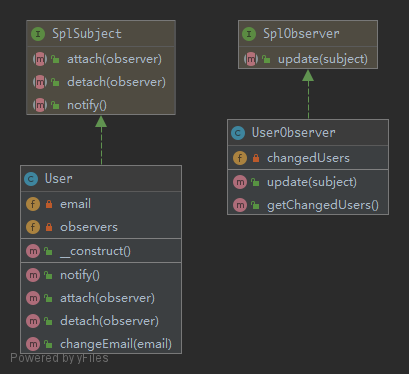 SplSubject
attach(observer)
detach(observer)
notify()
SplObserver
update(subject)
UserObserver
changedUsers
update(subject)
getChangedUsers()
User
email
observers
__construct()
notify()
attach(observer)
detach(observer)
changeEmail(email)
Powered by yFiles